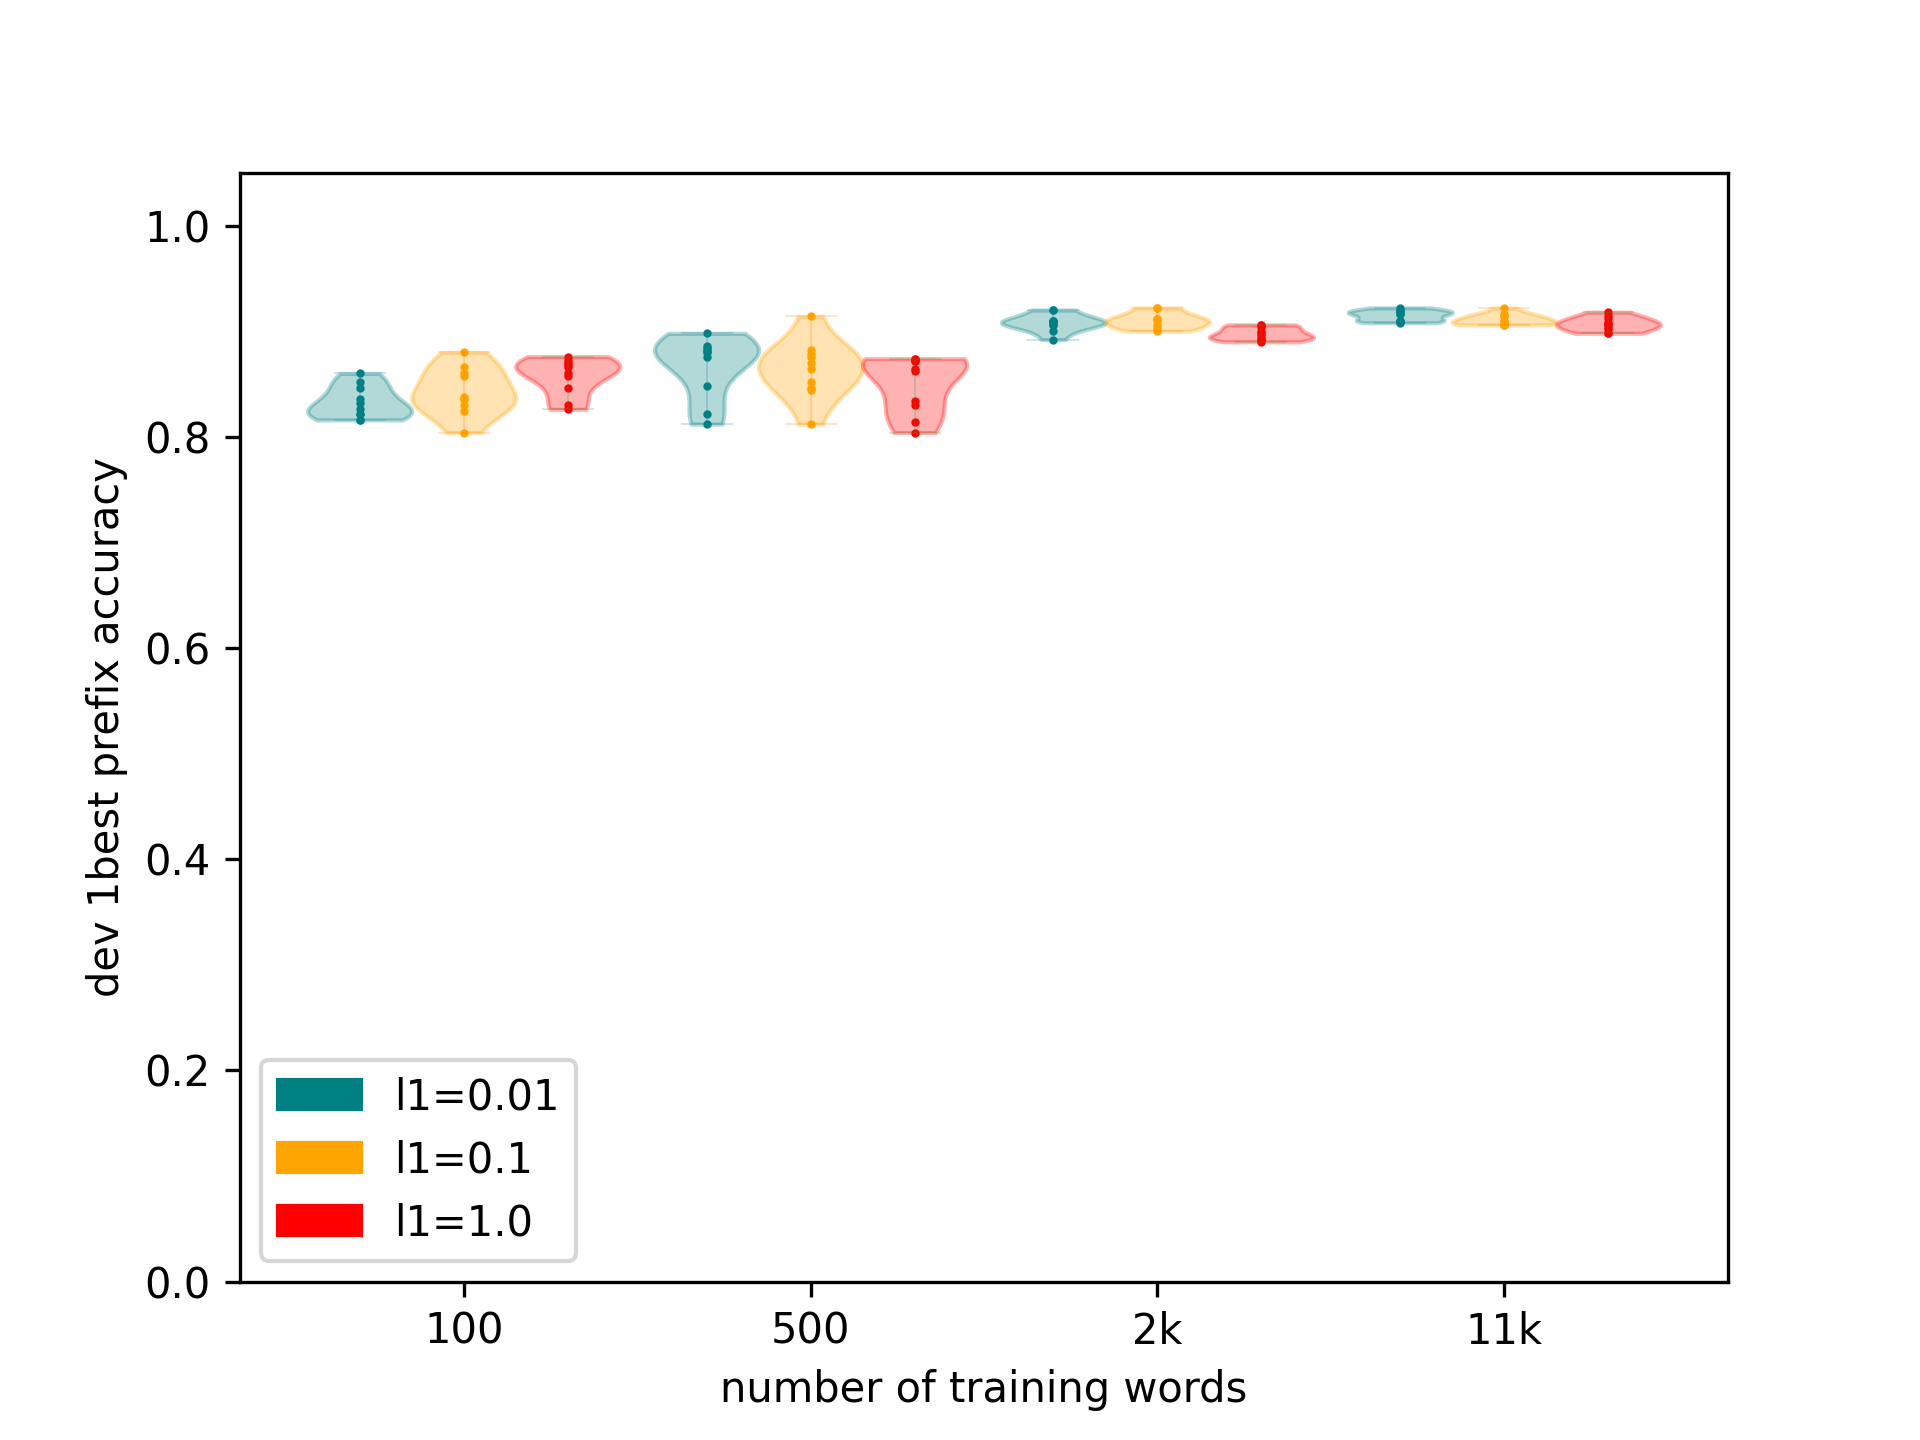 1.0
0.8
0.6
0.4
0.2
0.0
dev 1best prefix accuracy
l1=0.01
l1=0.1
l1=1.0
100 500 2k 11k
number of training words